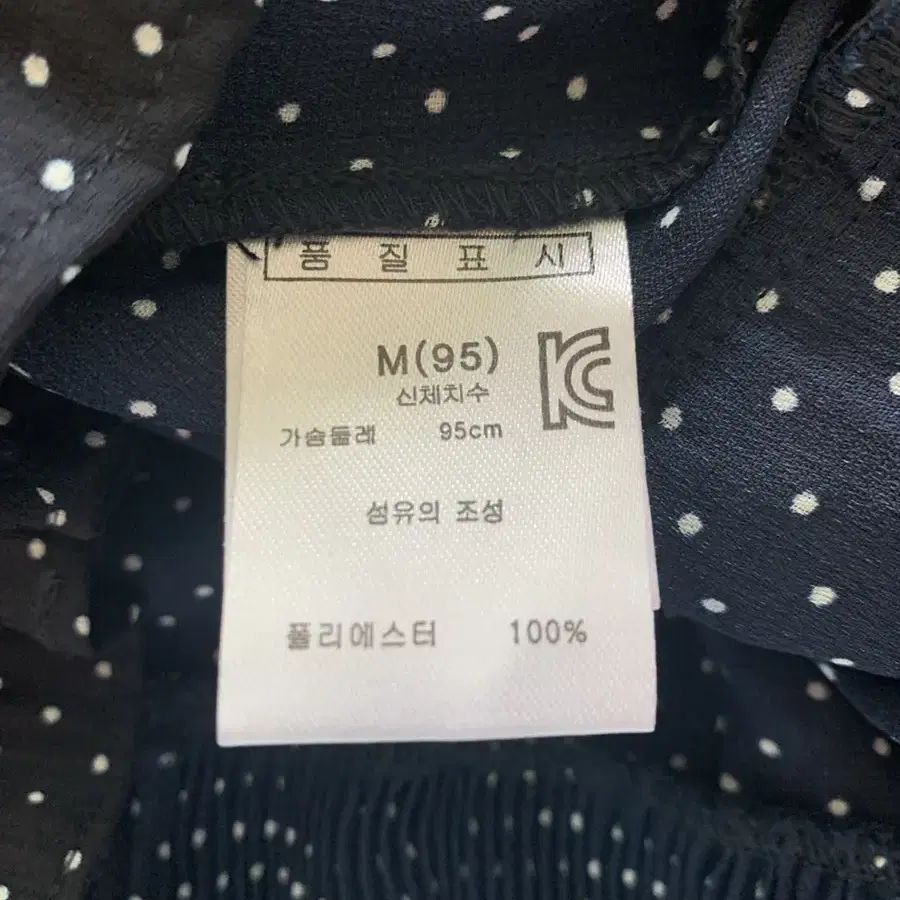 품 질 표 시
M(95)
신체치수
가슴둘레 95cm
섬유의 조성
폴리에스터 100%
KC